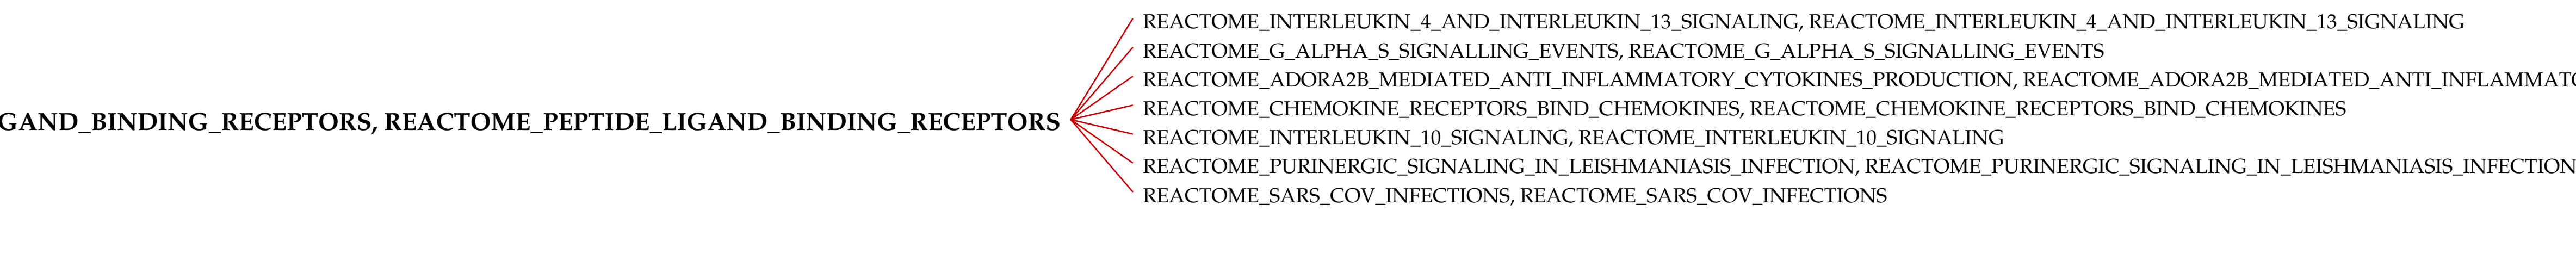 REACTOME_INTERLEUKIN_4_AND_INTERLEUKIN_13_SIGNALING, REACTOME_INTERLEUKIN_4_AND_INTERLEUKIN_13_SIGNALING
REACTOME_G_ALPHA_S_SIGNALLING_EVENTS, REACTOME_G_ALPHA_S_SIGNALLING_EVENTS
REACTOME_ADORA2B_MEDIATED_ANTI_INFLAMMATORY_CYTOKINES_PRODUCTION, REACTOME_ADORA2B_MEDIATED_ANTI_INFLAMMATO
REACTOME_CHEMOKINE_RECEPTORS_BIND_CHEMOKINES, REACTOME_CHEMOKINE_RECEPTORS_BIND_CHEMOKINES
GAND_BINDING_RECEPTORS, REACTOME_PEPTIDE_LIGAND_BINDING_RECEPTORS
REACTOME_INTERLEUKIN_10_SIGNALING, REACTOME_INTERLEUKIN_10_SIGNALING
REACTOME_PURINERGIC_SIGNALING_IN_LEISHMANIASIS_INFECTION, REACTOME_PURINERGIC_SIGNALING_IN_LEISHMANIASIS_INFECTION
REACTOME_SARS_COV_INFECTIONS, REACTOME_SARS_COV_INFECTIONS